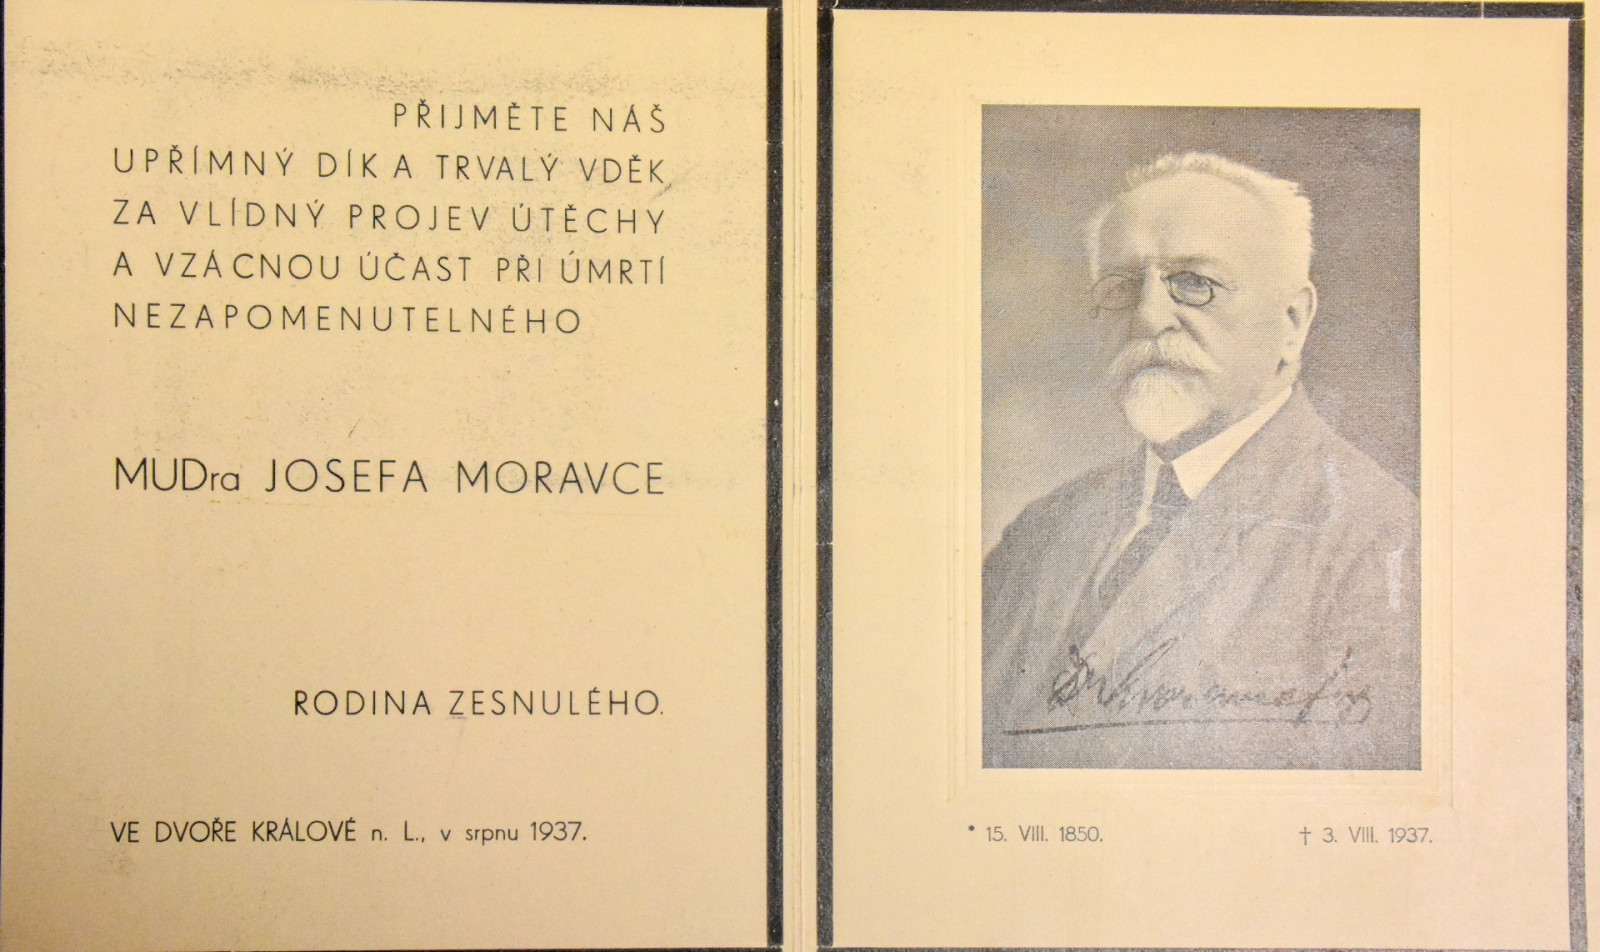 PŘIJMĚTE NÁŠ
UPŘÍMNÝ DÍK A TRVALÝ VDĚK
ZA VLÍDNÝ PROJEV ÚTĚCHY
A VZÁCNOU ÚČAST PŘI ÚMRTÍ
NEZAPOMENUTELNÉHO
MUDra JOSEFA MORAVCE
RODINA ZESNULÉHO.
VE DVOŘE KRÁLOVÉ n. L., v srpnu 1937.
* 15. VIII. 1850.
† 3. VIII. 1937.